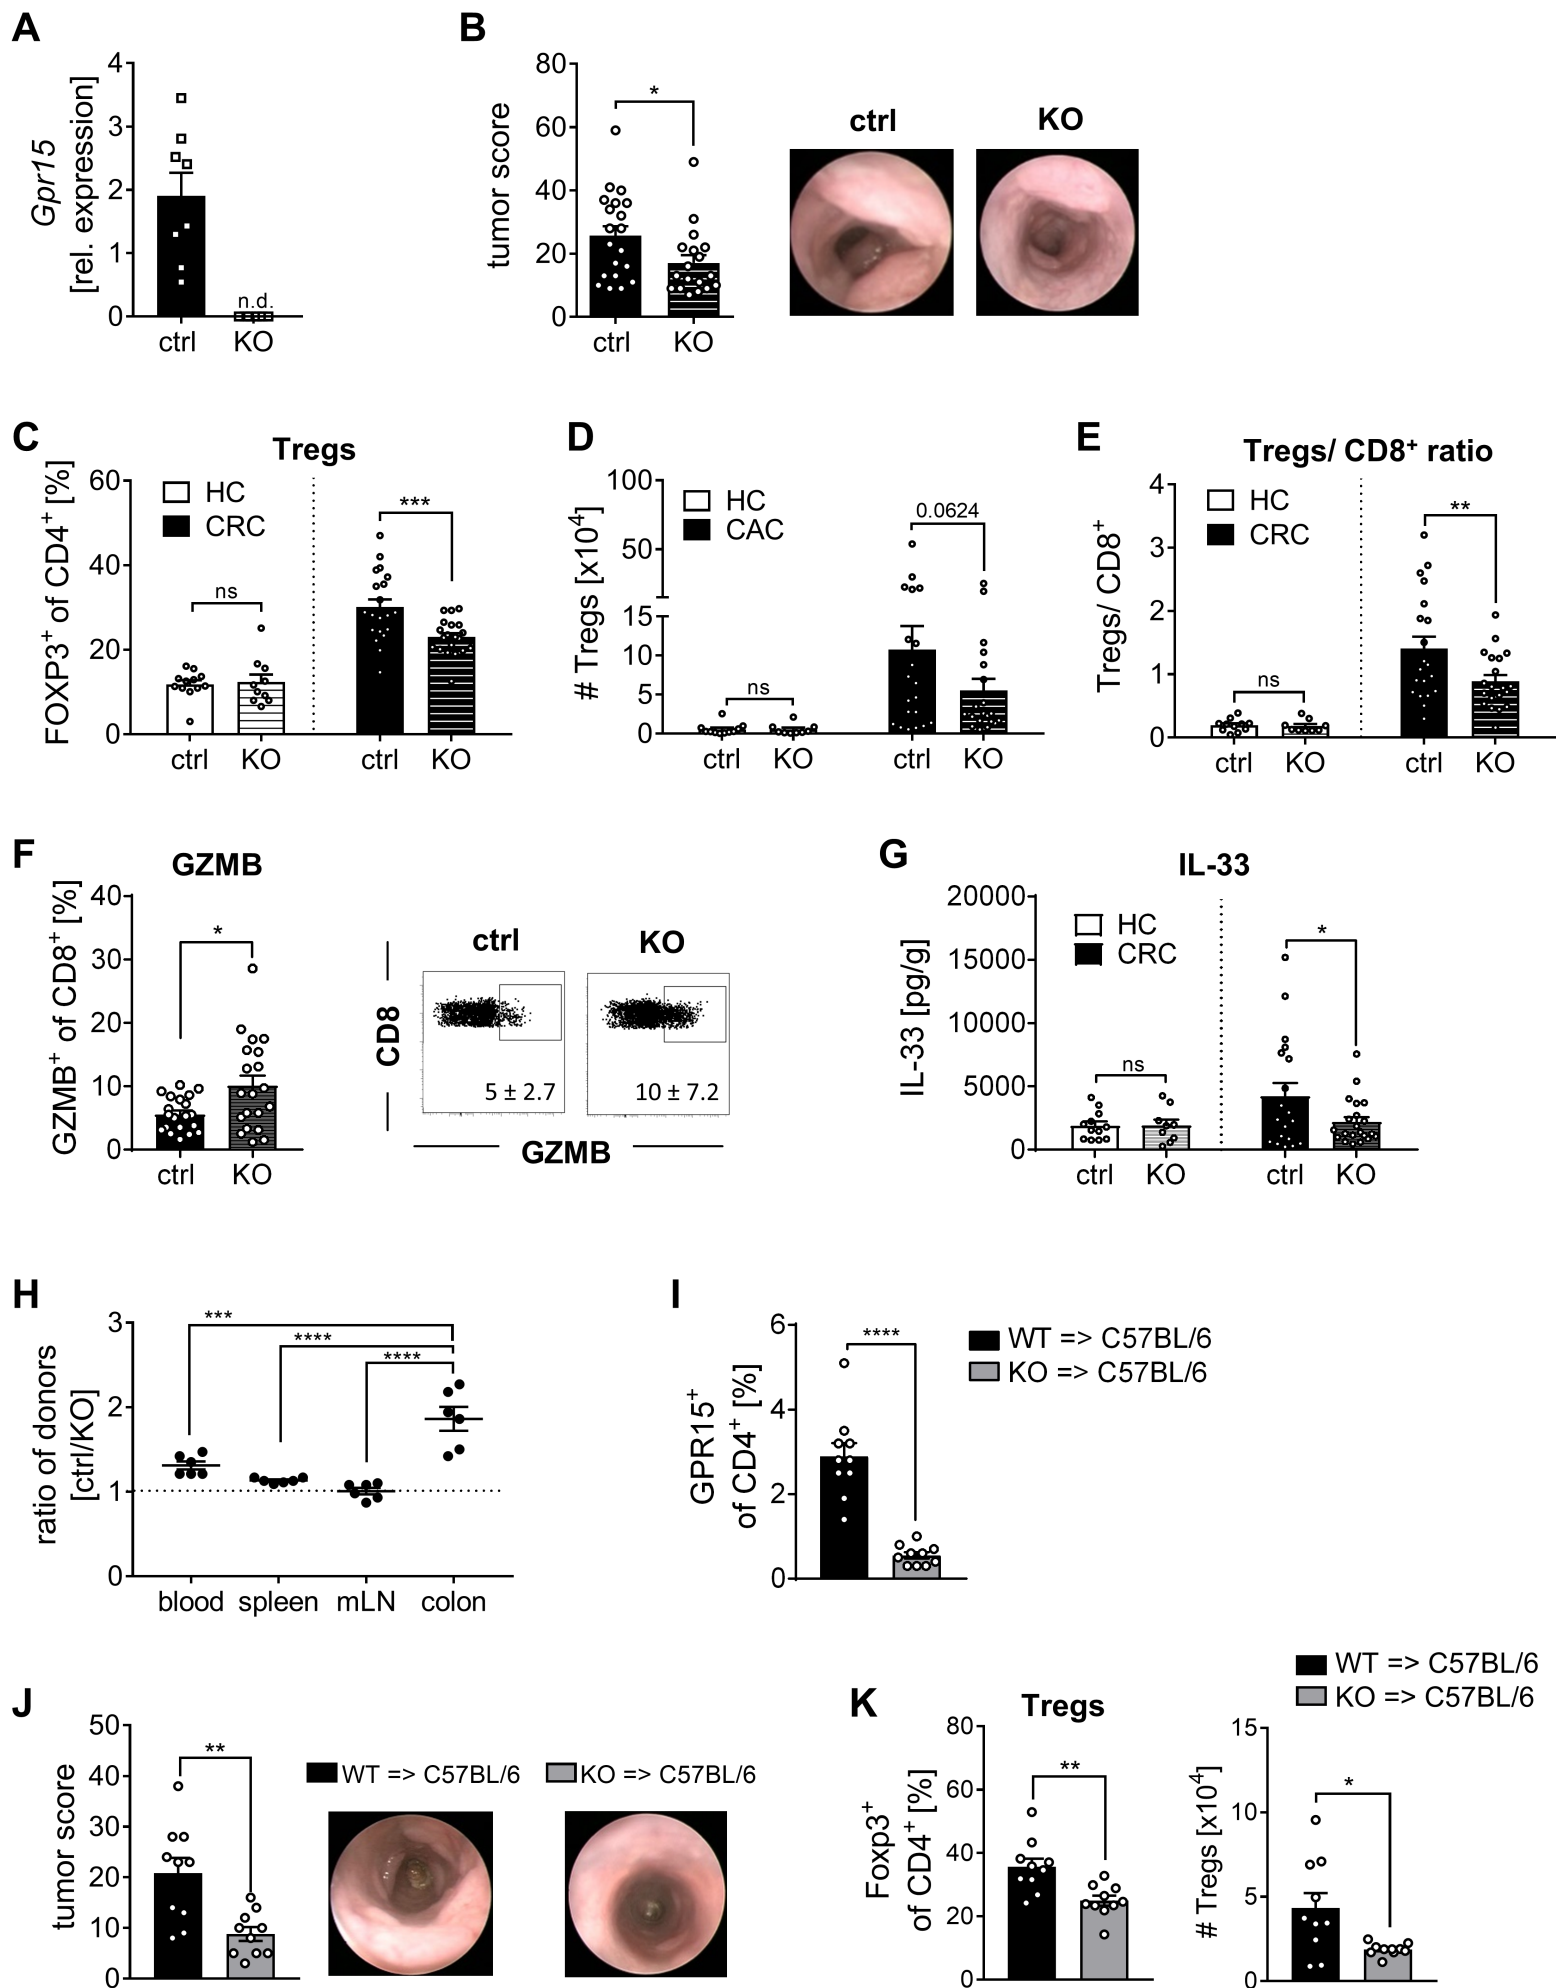 A
Gpr15
[rel. expression]
4
3
2
1
0
n.d.
ctrl KO
B
tumor score
80
60
40
20
0
*
ctrl KO
ctrl KO
C
Tregs
FOXP3+ of CD4+ [%]
60
40
20
0
HC
CRC
ns
***
ctrl KO ctrl KO
D
# Tregs [x10⁴]
100
50
15
10
5
0
HC
CAC
ns
0.0624
ctrl KO ctrl KO
E
Tregs/ CD8+ ratio
Tregs/ CD8+
4
3
2
1
0
HC
CRC
ns
**
ctrl KO ctrl KO
F
GZMB
GZMB+ of CD8+ [%]
40
30
20
10
0
*
ctrl KO
ctrl KO
CD8
5 ± 2.7
10 ± 7.2
GZMB
G
IL-33
IL-33 [pg/g]
20000
15000
10000
5000
0
HC
CRC
ns
*
ctrl KO ctrl KO
H
ratio of donors
[ctrl/KO]
3
2
1
0
***
****
****
blood spleen mLN colon
I
GPR15+
of CD4+ [%]
6
4
2
0
****
WT => C57BL/6
KO => C57BL/6
J
tumor score
50
40
30
20
10
0
**
WT => C57BL/6 KO => C57BL/6
K
Tregs
Foxp3+
of CD4+ [%]
80
60
40
20
0
**
WT => C57BL/6
KO => C57BL/6
# Tregs [x10⁴]
15
10
5
0
*